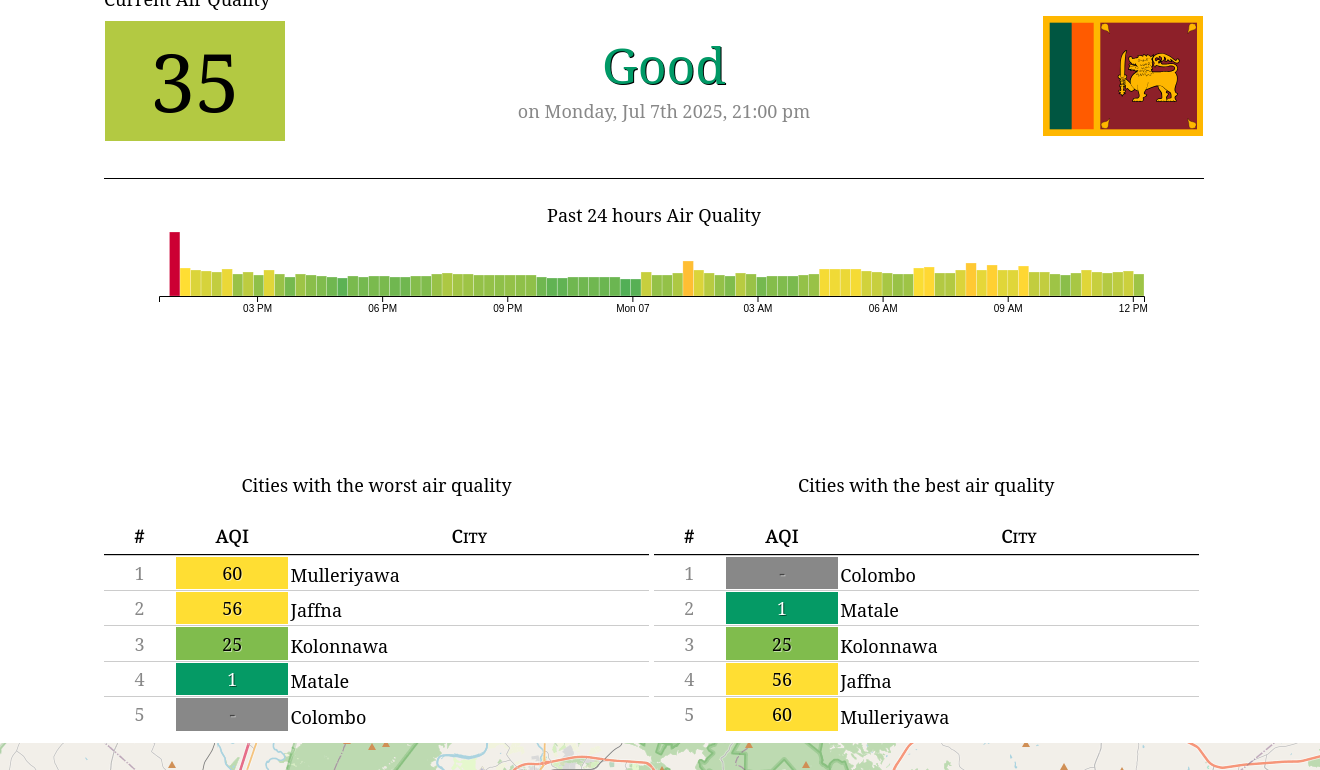 Current Air Quality
35
Good
on Monday, Jul 7th 2025, 21:00 pm
Past 24 hours Air Quality
03 PM 06 PM 09 PM Mon 07 03 AM 06 AM 09 AM 12 PM
Cities with the worst air quality
# AQI City
1 60 Mulleriyawa
2 56 Jaffna
3 25 Kolonnawa
4 1 Matale
5 - Colombo
Cities with the best air quality
# AQI City
1 - Colombo
2 1 Matale
3 25 Kolonnawa
4 56 Jaffna
5 60 Mulleriyawa